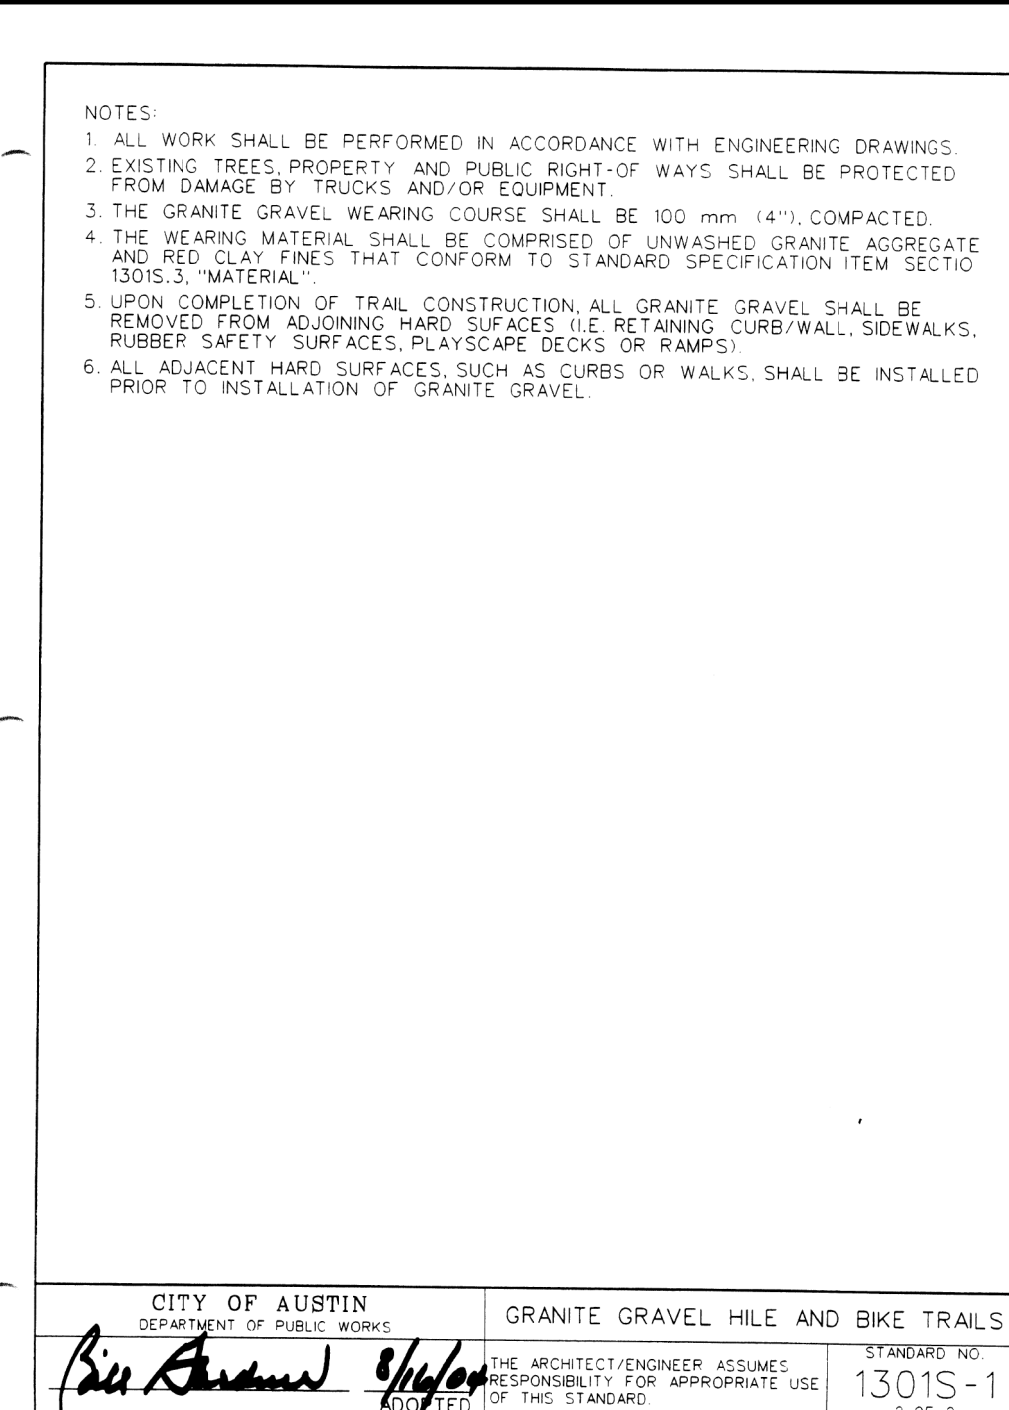 NOTES:
1. ALL WORK SHALL BE PERFORMED IN ACCORDANCE WITH ENGINEERING DRAWINGS.
2. EXISTING TREES, PROPERTY AND PUBLIC RIGHT-OF WAYS SHALL BE PROTECTED
FROM DAMAGE BY TRUCKS AND/OR EQUIPMENT.
3. THE GRANITE GRAVEL WEARING COURSE SHALL BE 100 mm (4"), COMPACTED.
4. THE WEARING MATERIAL SHALL BE COMPRISED OF UNWASHED GRANITE AGGREGATE
AND RED CLAY FINES THAT CONFORM TO STANDARD SPECIFICATION ITEM SECTIO
1301S.3, "MATERIAL".
5. UPON COMPLETION OF TRAIL CONSTRUCTION, ALL GRANITE GRAVEL SHALL BE
REMOVED FROM ADJOINING HARD SUFACES (I.E. RETAINING CURB/WALL, SIDEWALKS,
RUBBER SAFETY SURFACES, PLAYSCAPE DECKS OR RAMPS).
6. ALL ADJACENT HARD SURFACES, SUCH AS CURBS OR WALKS, SHALL BE INSTALLED
PRIOR TO INSTALLATION OF GRANITE GRAVEL.
CITY OF AUSTIN
DEPARTMENT OF PUBLIC WORKS
GRANITE GRAVEL HILE AND BIKE TRAILS
Bill 8/16/04
ADOPTED
THE ARCHITECT/ENGINEER ASSUMES
RESPONSIBILITY FOR APPROPRIATE USE
OF THIS STANDARD.
STANDARD NO.
1301S-1